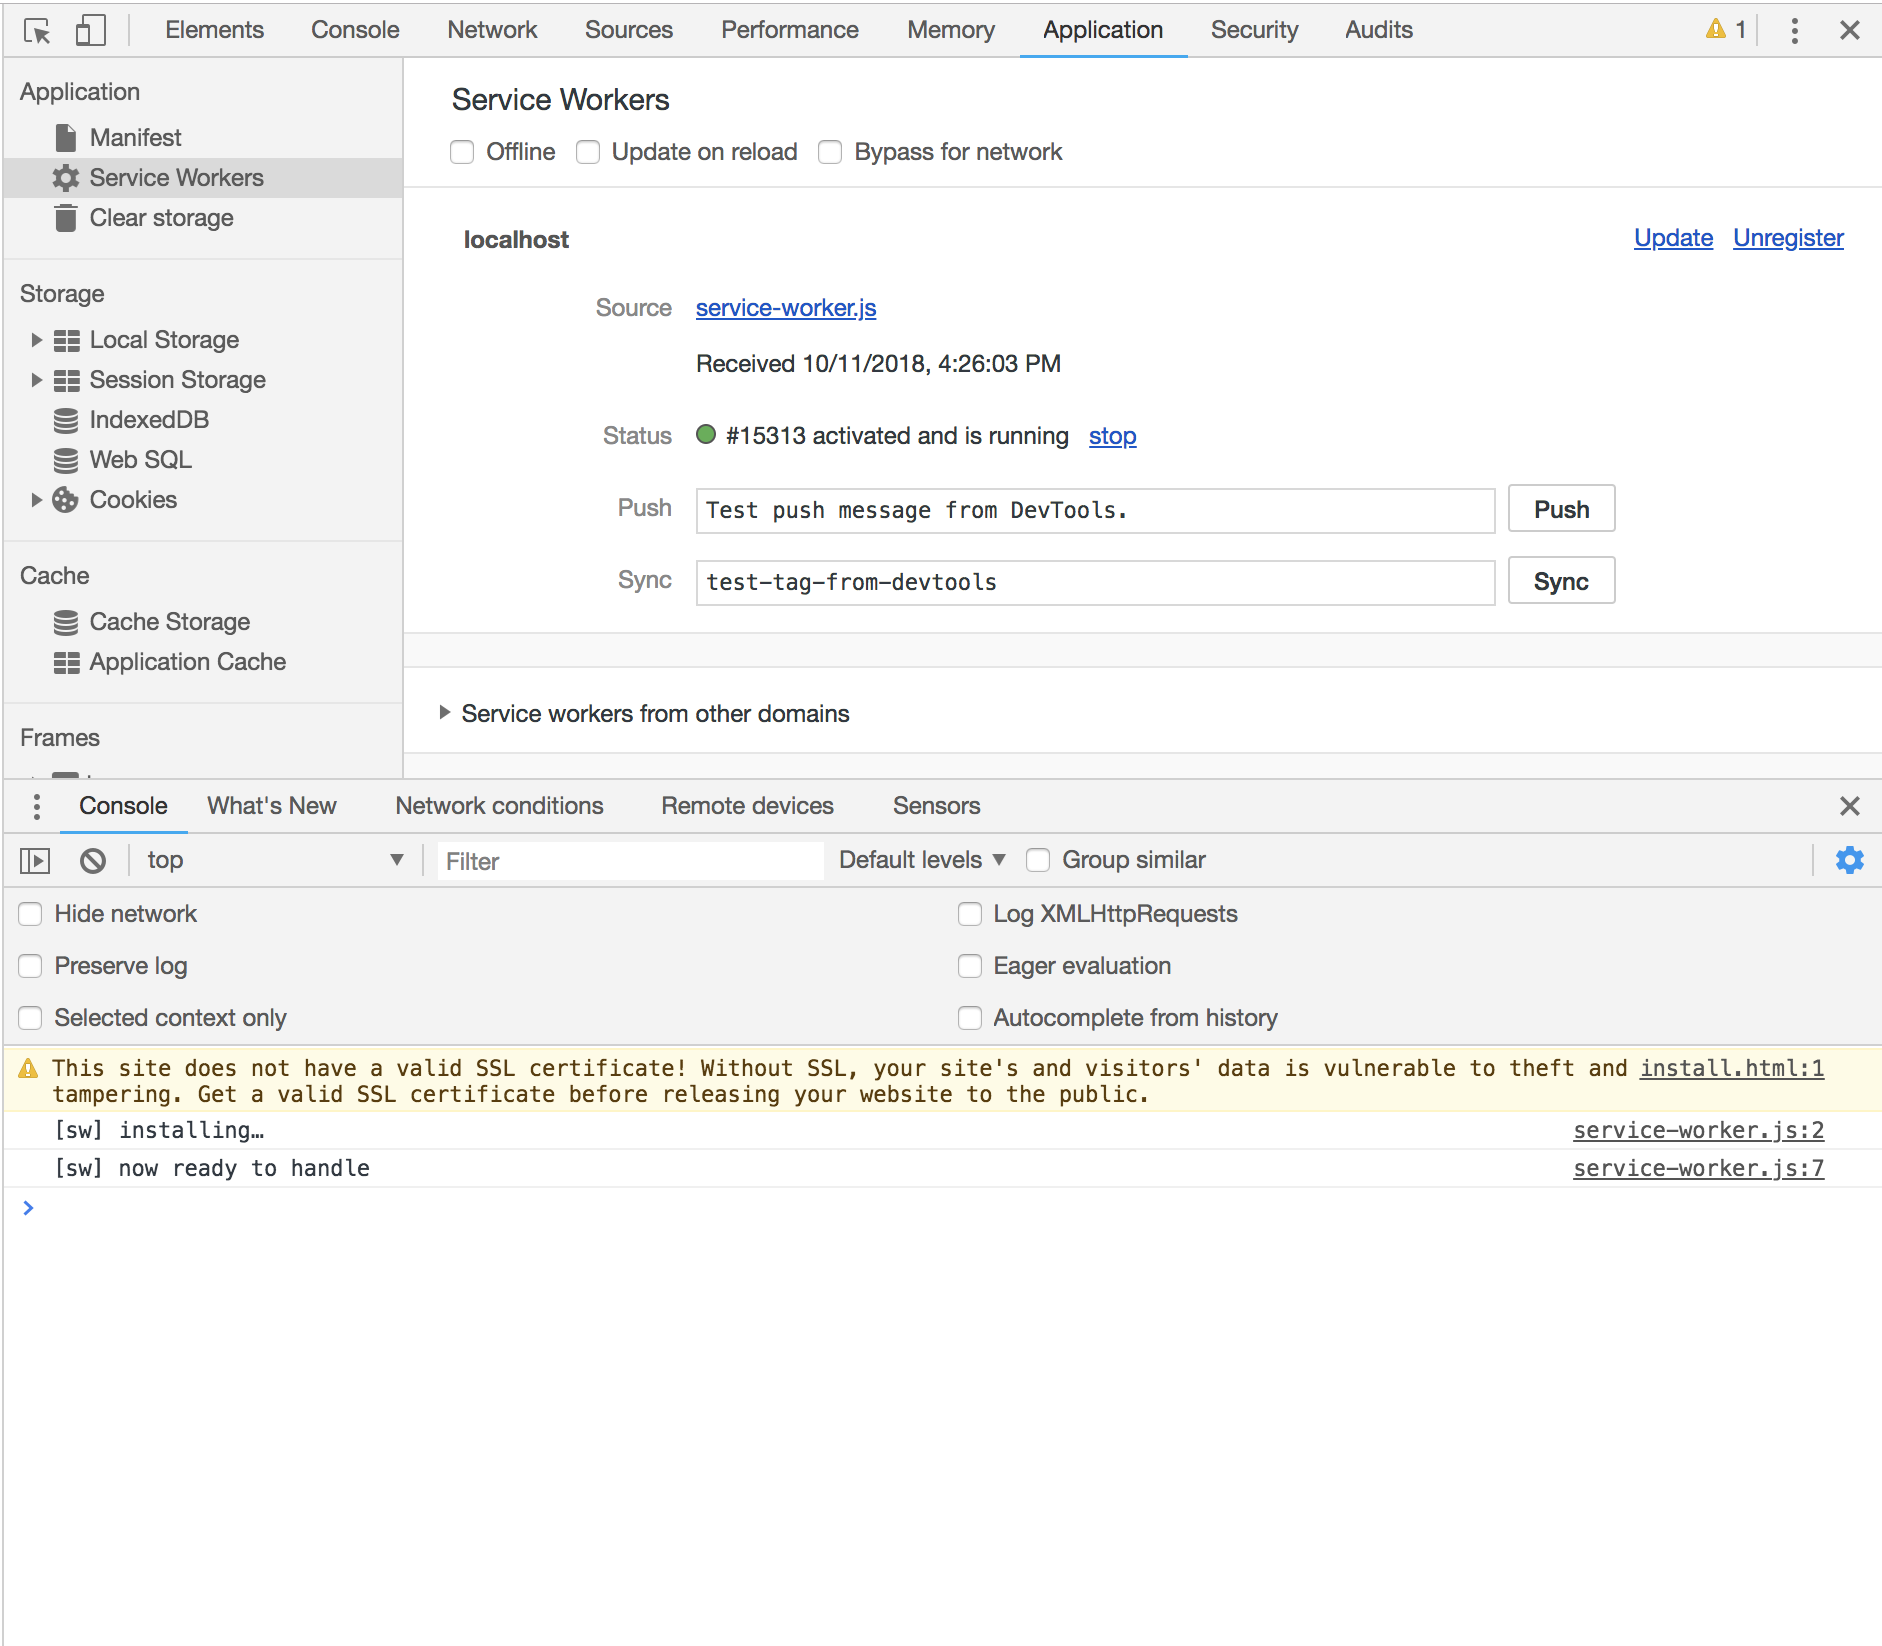 Elements Console Network Sources Performance Memory Application Security Audits 1
Application
Manifest
Service Workers
Clear storage
Storage
Local Storage
Session Storage
IndexedDB
Web SQL
Cookies
Cache
Cache Storage
Application Cache
Frames
Service Workers
Offline Update on reload Bypass for network
localhost Update Unregister
Source service-worker.js
Received 10/11/2018, 4:26:03 PM
Status #15313 activated and is running stop
Push Test push message from DevTools. Push
Sync test-tag-from-devtools Sync
Service workers from other domains
Console What's New Network conditions Remote devices Sensors
top Filter Default levels Group similar
Hide network Log XMLHttpRequests
Preserve log Eager evaluation
Selected context only Autocomplete from history
This site does not have a valid SSL certificate! Without SSL, your site's and visitors' data is vulnerable to theft and install.html:1
tampering. Get a valid SSL certificate before releasing your website to the public.
[sw] installing… service-worker.js:2
[sw] now ready to handle service-worker.js:7